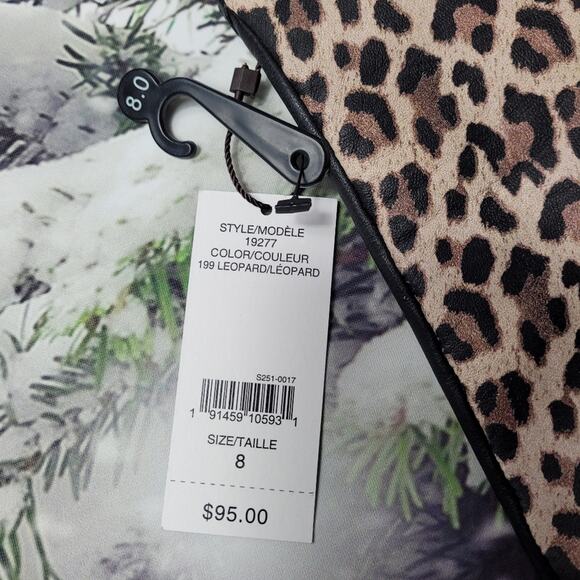 8.0
STYLE/MODÈLE
19277
COLOR/COULEUR
199 LEOPARD/LÉOPARD
S251-0017
1 91459 10593 1
SIZE/TAILLE
8
$95.00